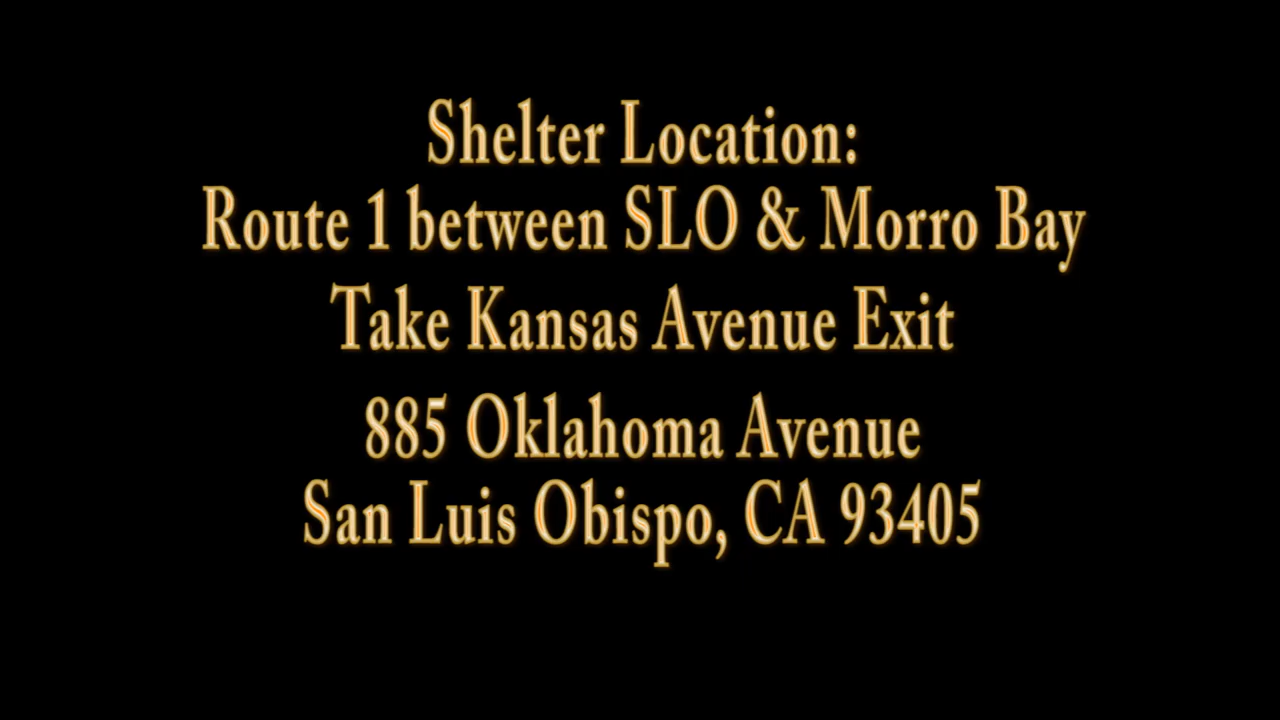 Shelter Location:
Route 1 between SLO & Morro Bay
Take Kansas Avenue Exit
885 Oklahoma Avenue
San Luis Obispo, CA 93405